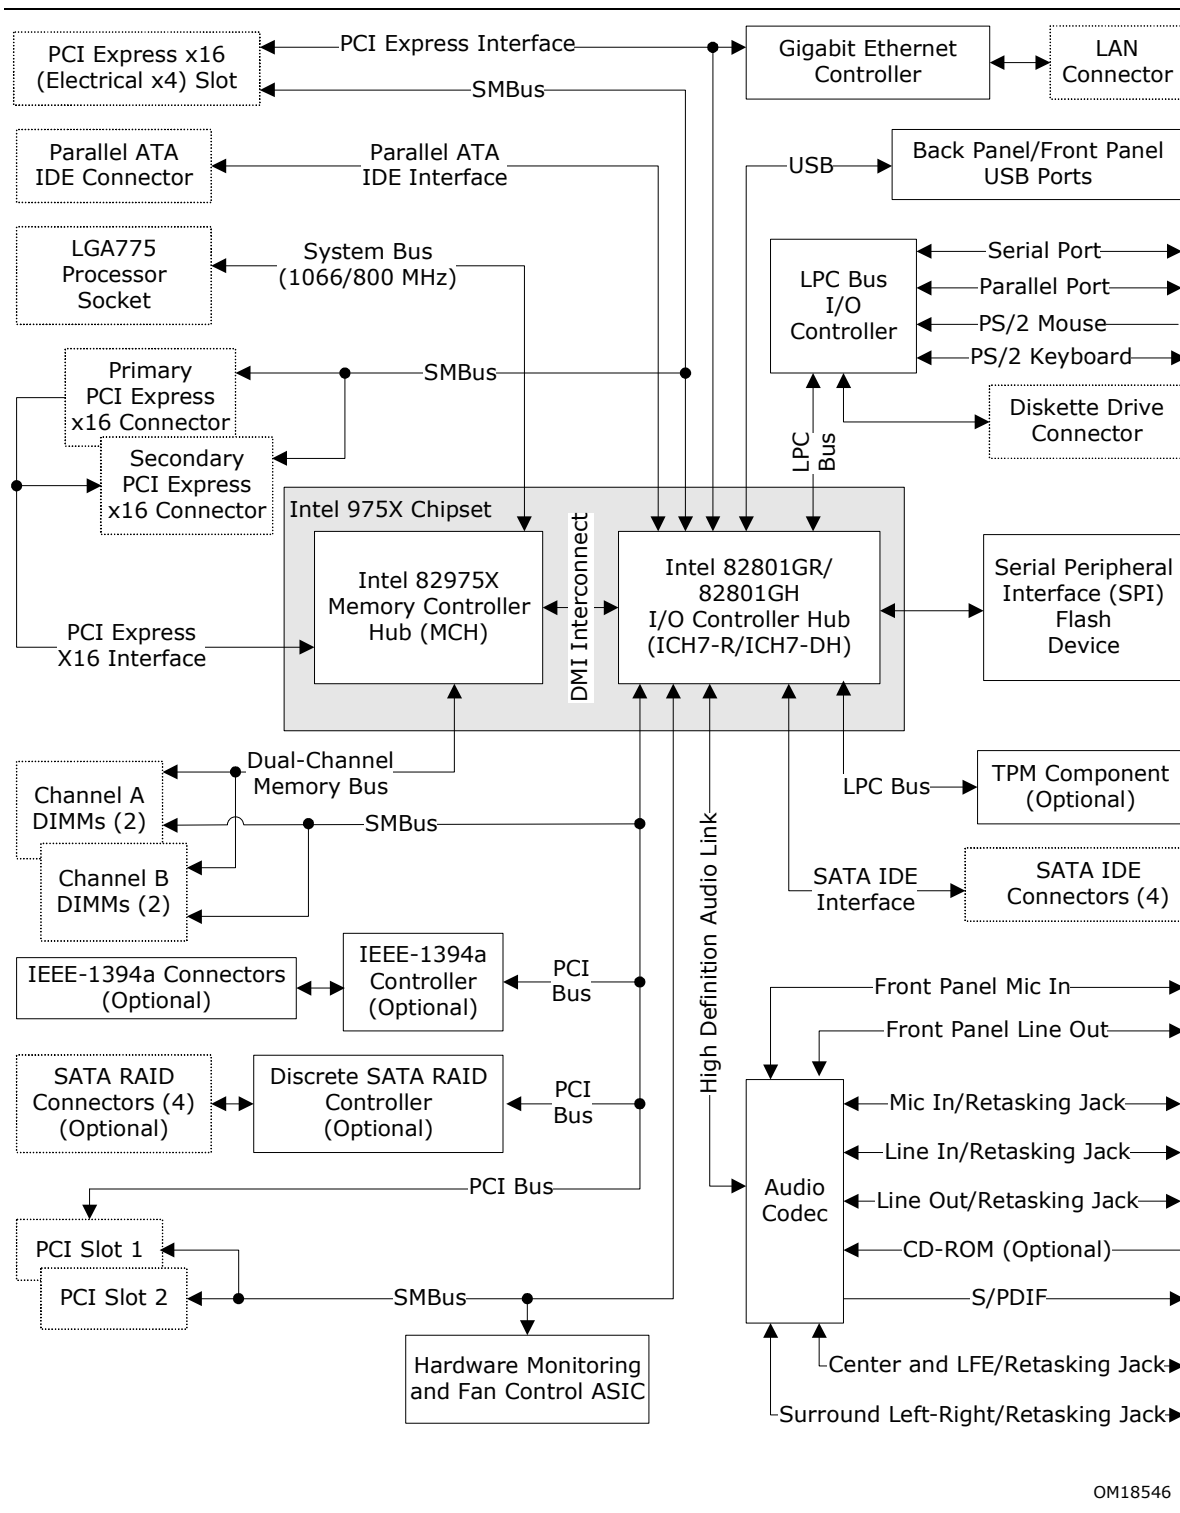 PCI Express x16
(Electrical x4) Slot
PCI Express Interface
SMBus
Gigabit Ethernet
Controller
LAN
Connector
Parallel ATA
IDE Connector
Parallel ATA
IDE Interface
USB
Back Panel/Front Panel
USB Ports
LGA775
Processor
Socket
System Bus
(1066/800 MHz)
LPC Bus
I/O
Controller
Serial Port
Parallel Port
PS/2 Mouse
PS/2 Keyboard
Primary
PCI Express
x16 Connector
SMBus
Diskette Drive
Connector
LPC
Bus
Secondary
PCI Express
x16 Connector
Intel 975X Chipset
Intel 82975X
Memory Controller
Hub (MCH)
DMI Interconnect
Intel 82801GR/
82801GH
I/O Controller Hub
(ICH7-R/ICH7-DH)
Serial Peripheral
Interface (SPI)
Flash
Device
PCI Express
X16 Interface
Dual-Channel
Memory Bus
Channel A
DIMMs (2)
SMBus
Channel B
DIMMs (2)
LPC Bus
TPM Component
(Optional)
High Definition Audio Link
SATA IDE
Interface
SATA IDE
Connectors (4)
IEEE-1394a Connectors
(Optional)
IEEE-1394a
Controller
(Optional)
PCI
Bus
Front Panel Mic In
Front Panel Line Out
SATA RAID
Connectors (4)
(Optional)
Discrete SATA RAID
Controller
(Optional)
PCI
Bus
Audio
Codec
Mic In/Retasking Jack
Line In/Retasking Jack
Line Out/Retasking Jack
CD-ROM (Optional)
S/PDIF
Center and LFE/Retasking Jack
Surround Left-Right/Retasking Jack
PCI Bus
PCI Slot 1
PCI Slot 2
SMBus
Hardware Monitoring
and Fan Control ASIC
OM18546